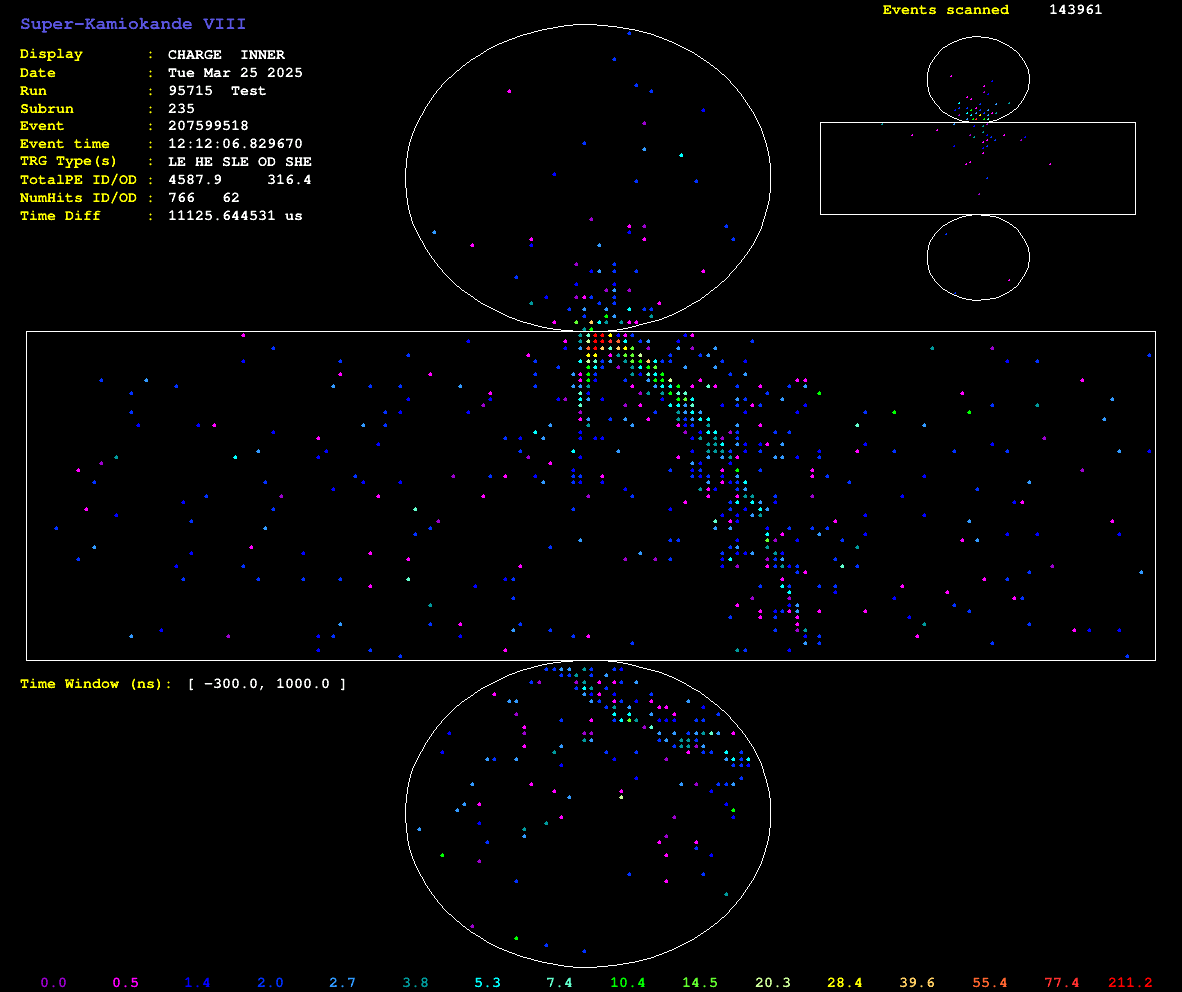 Super-Kamiokande VIII
Events scanned 143961
Display : CHARGE INNER
Date : Tue Mar 25 2025
Run : 95715 Test
Subrun : 235
Event : 207599518
Event time : 12:12:06.829670
TRG Type(s) : LE HE SLE OD SHE
TotalPE ID/OD : 4587.9 316.4
NumHits ID/OD : 766 62
Time Diff : 11125.644531 us
Time Window (ns): [ -300.0, 1000.0 ]
0.0 0.5 1.4 2.0 2.7 3.8 5.3 7.4 10.4 14.5 20.3 28.4 39.6 55.4 77.4 211.2